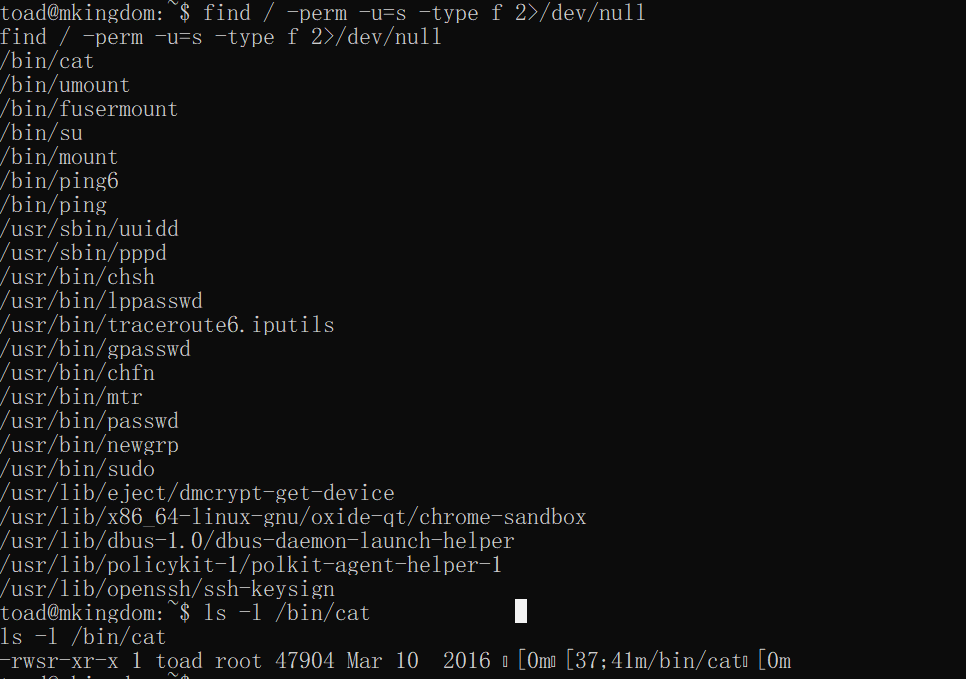 toad@mkingdom:~$ find / -perm -u=s -type f 2>/dev/null
find / -perm -u=s -type f 2>/dev/null
/bin/cat
/bin/umount
/bin/fusermount
/bin/su
/bin/mount
/bin/ping6
/bin/ping
/usr/sbin/uuidd
/usr/sbin/pppd
/usr/bin/chsh
/usr/bin/lppasswd
/usr/bin/traceroute6.iputils
/usr/bin/gpasswd
/usr/bin/chfn
/usr/bin/mtr
/usr/bin/passwd
/usr/bin/newgrp
/usr/bin/sudo
/usr/lib/eject/dmcrypt-get-device
/usr/lib/x86_64-linux-gnu/oxide-qt/chrome-sandbox
/usr/lib/dbus-1.0/dbus-daemon-launch-helper
/usr/lib/policykit-1/polkit-agent-helper-1
/usr/lib/openssh/ssh-keysign
toad@mkingdom:~$ ls -l /bin/cat
ls -l /bin/cat
-rwsr-xr-x 1 toad root 47904 Mar 10  2016 [0m[37;41m/bin/cat[0m